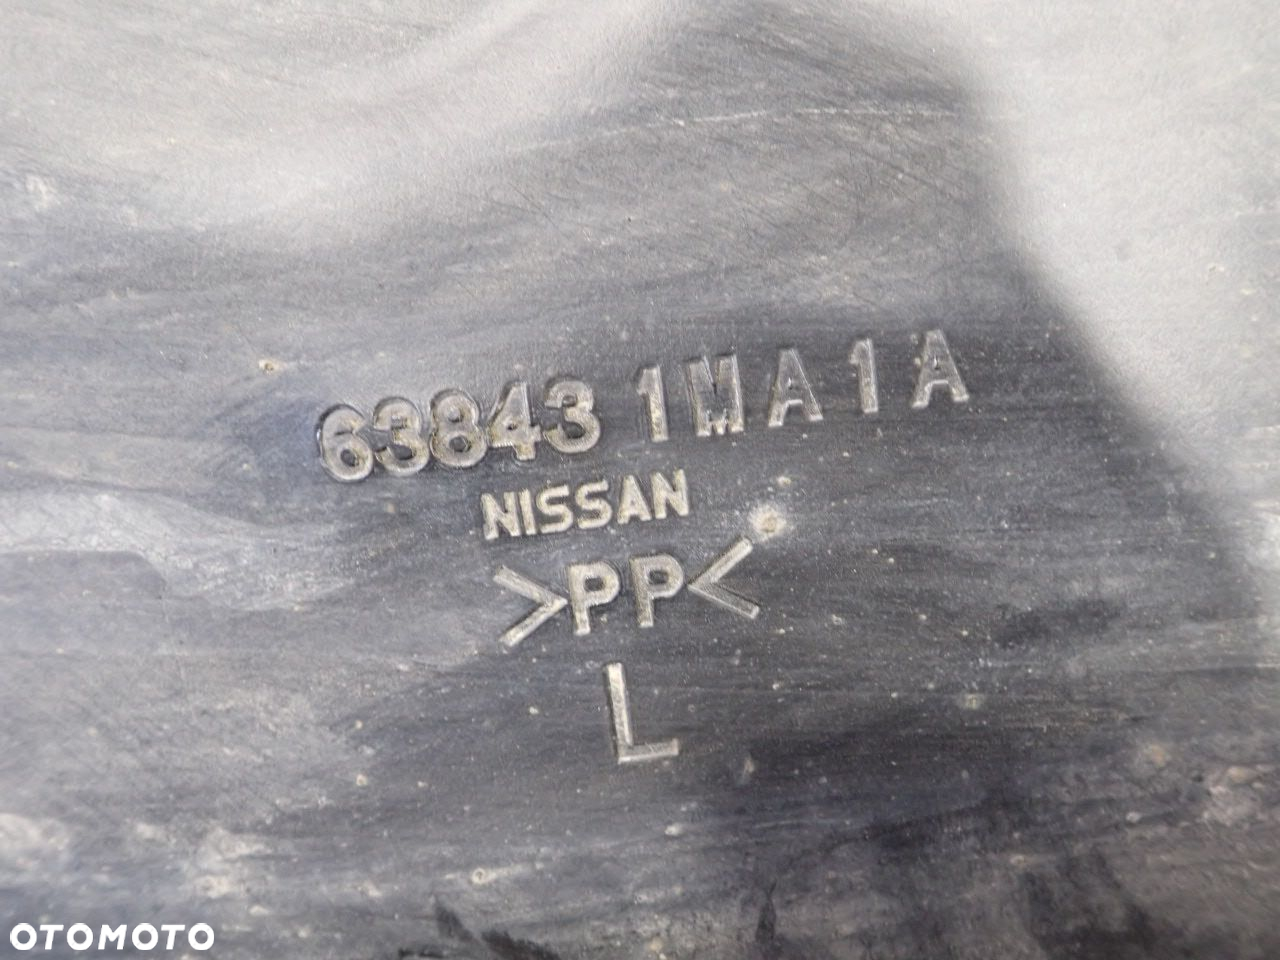 63843 1MA1A
NISSAN
>PP<
L
OTOMOTO